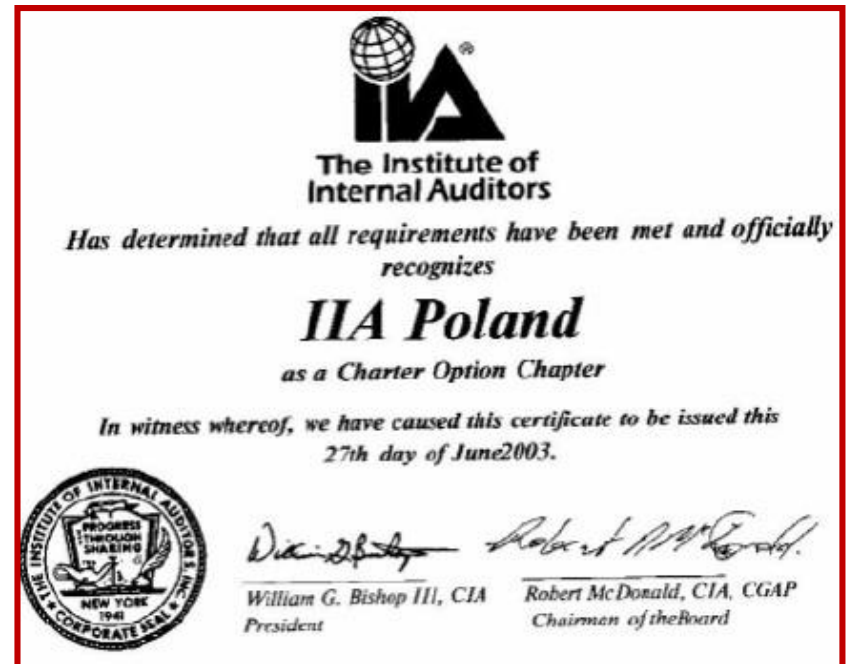 IIA®
The Institute of
Internal Auditors
Has determined that all requirements have been met and officially
recognizes
IIA Poland
as a Charter Option Chapter
In witness whereof, we have caused this certificate to be issued this
27th day of June2003.
THE INSTITUTE OF INTERNAL AUDITORS, INC
PROGRESS
THROUGH
SHARING
NEW YORK
1941
★ CORPORATE SEAL ★
William G. Bishop III, CIA
President
Robert McDonald, CIA, CGAP
Chairman of theBoard